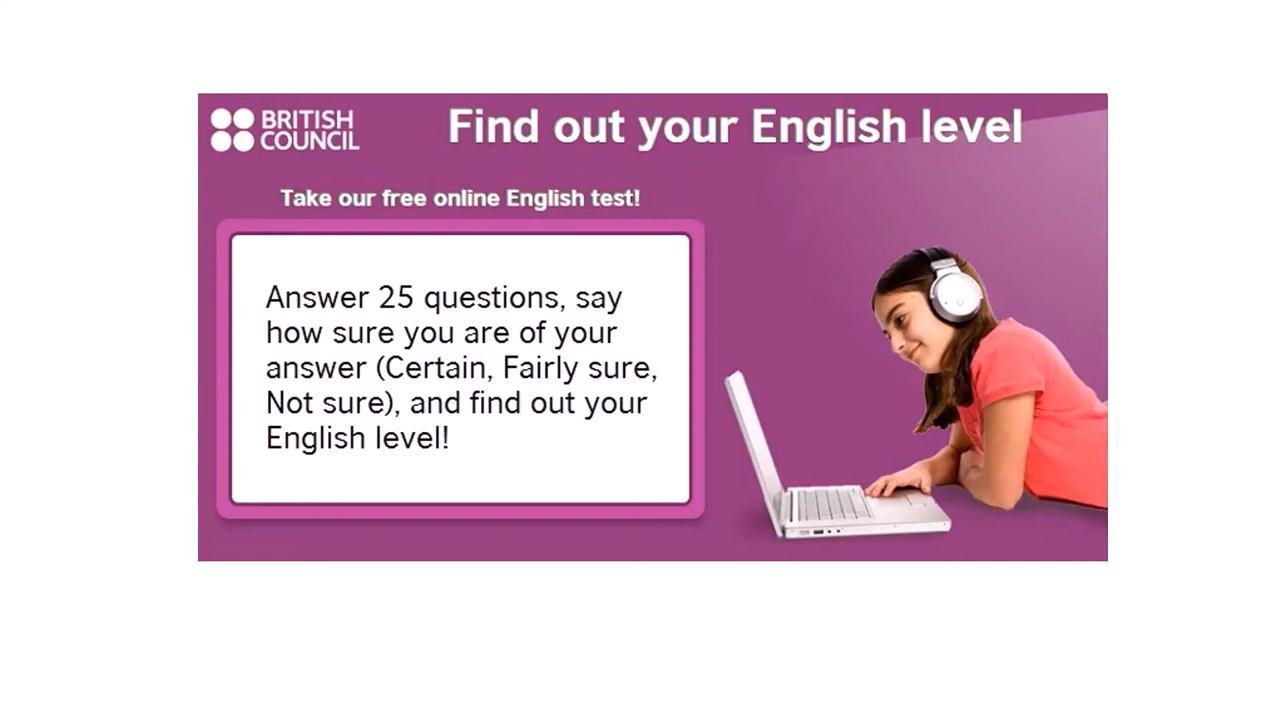 BRITISH
COUNCIL
Find out your English level
Take our free online English test!
Answer 25 questions, say
how sure you are of your
answer (Certain, Fairly sure,
Not sure), and find out your
English level!